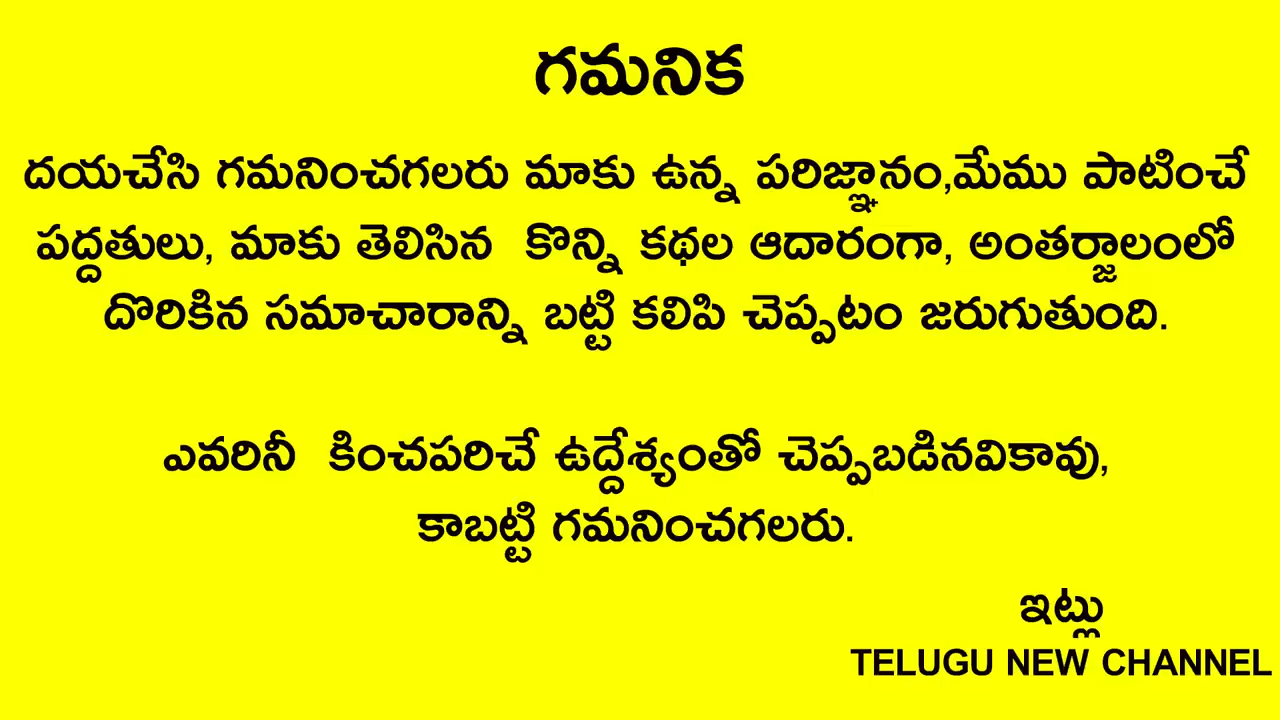 గమనిక
దయచేసి గమనించగలరు మాకు ఉన్న పరిజ్ఞానం,మేము పాటించే
పద్దతులు, మాకు తెలిసిన కొన్ని కథల ఆదారంగా, అంతర్జాలంలో
దొరికిన సమాచారాన్ని బట్టి కలిపి చెప్పటం జరుగుతుంది.
ఎవరినీ కించపరిచే ఉద్దేశ్యంతో చెప్పబడినవికావు,
కాబట్టి గమనించగలరు.
ఇట్లు
TELUGU NEW CHANNEL